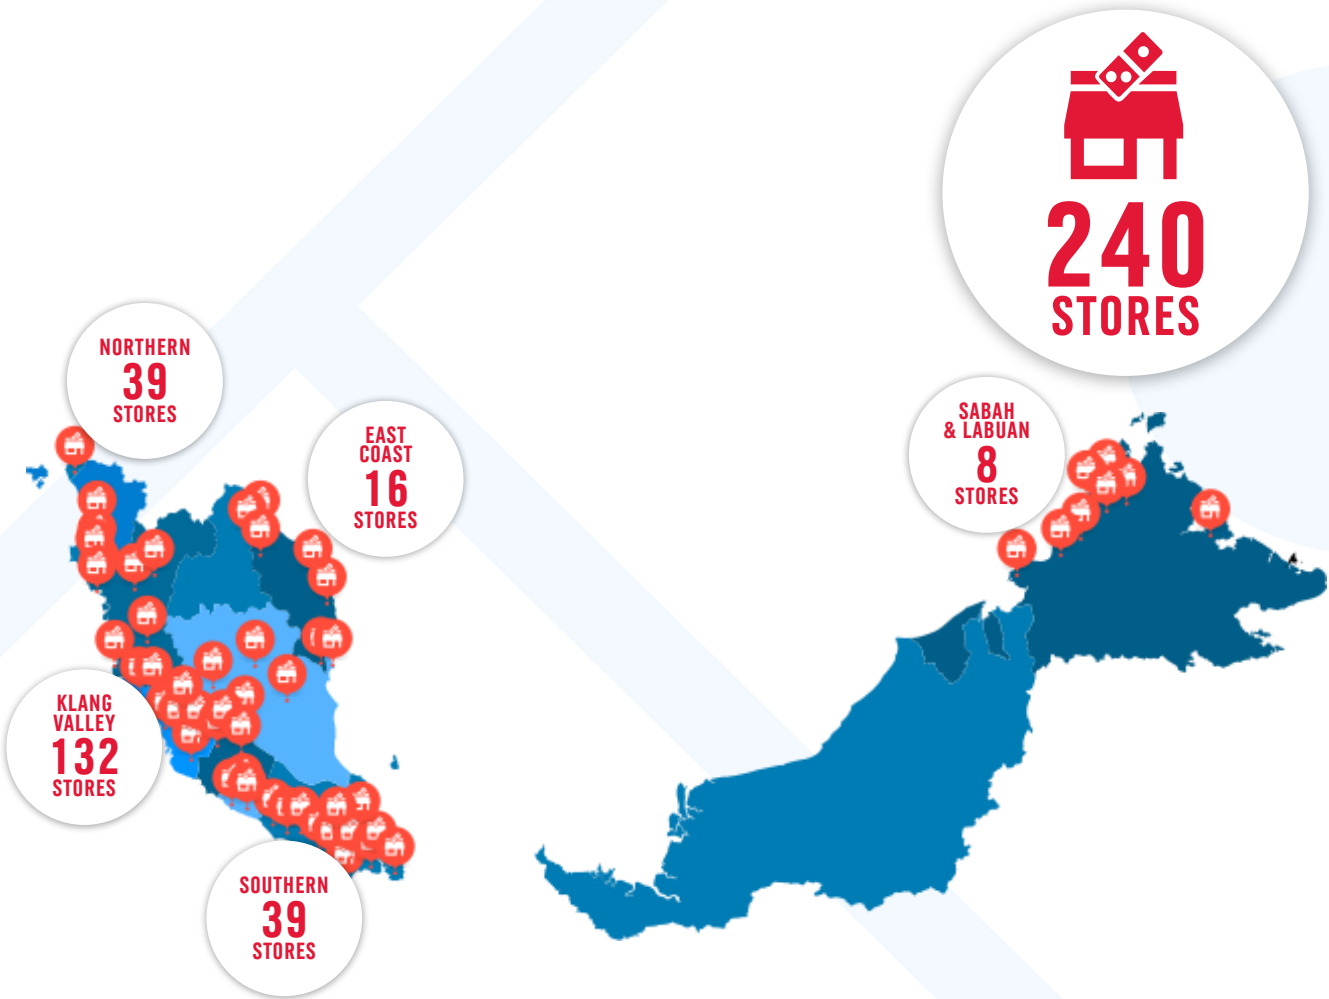 240
STORES
NORTHERN
39
STORES
EAST
COAST
16
STORES
SABAH
& LABUAN
8
STORES
KLANG
VALLEY
132
STORES
SOUTHERN
39
STORES